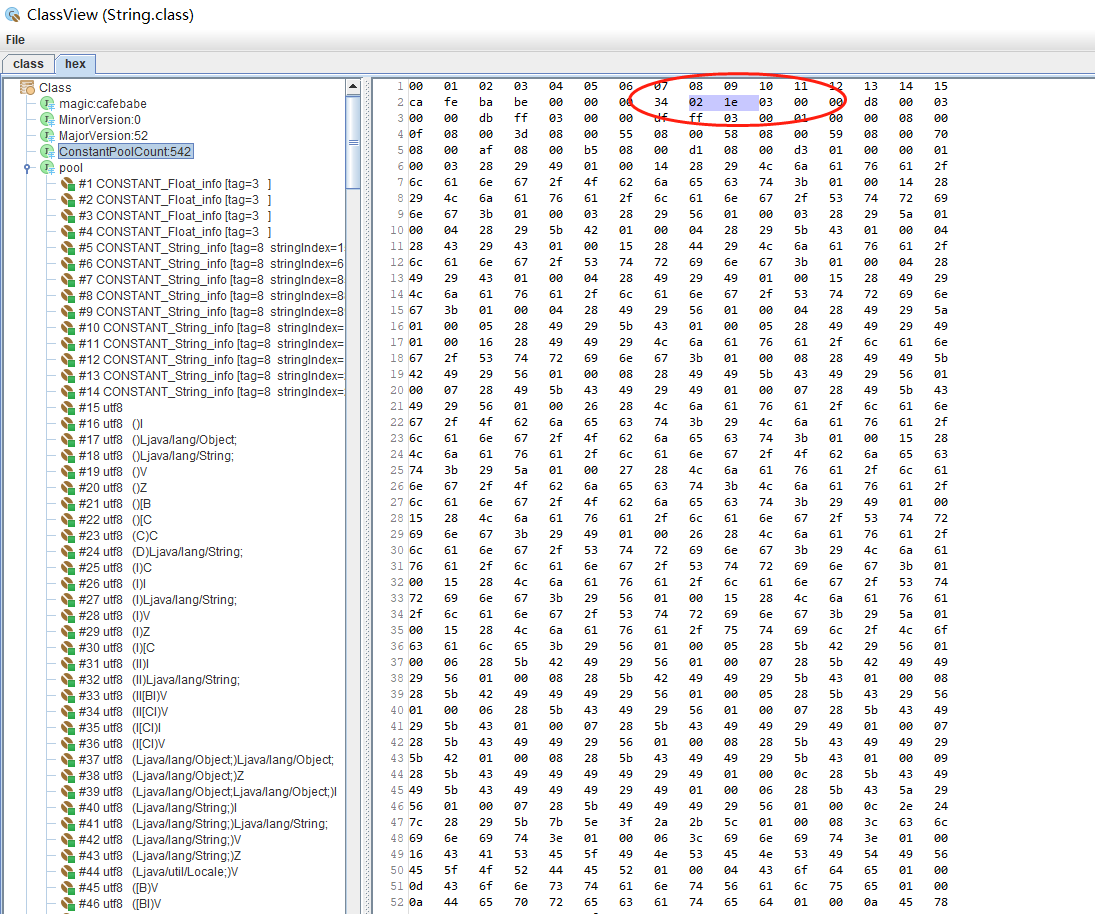 ClassView (String.class)
File
class hex
Class
magic:cafebabe
MinorVersion:0
MajorVersion:52
ConstantPoolCount:542
pool
#1 CONSTANT_Float_info [tag=3 ]
#2 CONSTANT_Float_info [tag=3 ]
#3 CONSTANT_Float_info [tag=3 ]
#4 CONSTANT_Float_info [tag=3 ]
#5 CONSTANT_String_info [tag=8 stringIndex=1
#6 CONSTANT_String_info [tag=8 stringIndex=6
#7 CONSTANT_String_info [tag=8 stringIndex=8
#8 CONSTANT_String_info [tag=8 stringIndex=8
#9 CONSTANT_String_info [tag=8 stringIndex=8
#10 CONSTANT_String_info [tag=8 stringIndex=
#11 CONSTANT_String_info [tag=8 stringIndex=
#12 CONSTANT_String_info [tag=8 stringIndex=
#13 CONSTANT_String_info [tag=8 stringIndex=
#14 CONSTANT_String_info [tag=8 stringIndex=
#15 utf8
#16 utf8 ()I
#17 utf8 ()Ljava/lang/Object;
#18 utf8 ()Ljava/lang/String;
#19 utf8 ()V
#20 utf8 ()Z
#21 utf8 ()[B
#22 utf8 ()[C
#23 utf8 (C)C
#24 utf8 (D)Ljava/lang/String;
#25 utf8 (I)C
#26 utf8 (I)I
#27 utf8 (I)Ljava/lang/String;
#28 utf8 (I)V
#29 utf8 (I)Z
#30 utf8 (I)[C
#31 utf8 (II)I
#32 utf8 (II)Ljava/lang/String;
#33 utf8 (II[BI)V
#34 utf8 (II[CI)V
#35 utf8 (I[CI)I
#36 utf8 (I[CI)V
#37 utf8 (Ljava/lang/Object;)Ljava/lang/Object;
#38 utf8 (Ljava/lang/Object;)Z
#39 utf8 (Ljava/lang/Object;Ljava/lang/Object;)I
#40 utf8 (Ljava/lang/String;)I
#41 utf8 (Ljava/lang/String;)Ljava/lang/String;
#42 utf8 (Ljava/lang/String;)V
#43 utf8 (Ljava/lang/String;)Z
#44 utf8 (Ljava/util/Locale;)V
#45 utf8 ([B)V
#46 utf8 ([BI)V
1 00 01 02 03 04 05 06 07 08 09 10 11 12 13 14 15
2 ca fe ba be 00 00 00 34 02 1e 03 00 00 d8 00 03
3 00 00 db ff 03 00 00 df ff 03 00 01 00 00 08 00
4 0f 08 00 3d 08 00 55 08 00 58 08 00 59 08 00 70
5 08 00 af 08 00 b5 08 00 d1 08 00 d3 01 00 00 01
6 00 03 28 29 49 01 00 14 28 29 4c 6a 61 76 61 2f
7 6c 61 6e 67 2f 4f 62 6a 65 63 74 3b 01 00 14 28
8 29 4c 6a 61 76 61 2f 6c 61 6e 67 2f 53 74 72 69
9 6e 67 3b 01 00 03 28 29 56 01 00 03 28 29 5a 01
10 00 04 28 29 5b 42 01 00 04 28 29 5b 43 01 00 04
11 28 43 29 43 01 00 15 28 44 29 4c 6a 61 76 61 2f
12 6c 61 6e 67 2f 53 74 72 69 6e 67 3b 01 00 04 28
13 49 29 43 01 00 04 28 49 29 49 01 00 15 28 49 29
14 4c 6a 61 76 61 2f 6c 61 6e 67 2f 53 74 72 69 6e
15 67 3b 01 00 04 28 49 29 56 01 00 04 28 49 29 5a
16 01 00 05 28 49 29 5b 43 01 00 05 28 49 49 29 49
17 01 00 16 28 49 49 29 4c 6a 61 76 61 2f 6c 61 6e
18 67 2f 53 74 72 69 6e 67 3b 01 00 08 28 49 49 5b
19 42 49 29 56 01 00 08 28 49 49 5b 43 49 29 56 01
20 00 07 28 49 5b 43 49 29 49 01 00 07 28 49 5b 43
21 49 29 56 01 00 26 28 4c 6a 61 76 61 2f 6c 61 6e
22 67 2f 4f 62 6a 65 63 74 3b 29 4c 6a 61 76 61 2f
23 6c 61 6e 67 2f 4f 62 6a 65 63 74 3b 01 00 15 28
24 4c 6a 61 76 61 2f 6c 61 6e 67 2f 4f 62 6a 65 63
25 74 3b 29 5a 01 00 27 28 4c 6a 61 76 61 2f 6c 61
26 6e 67 2f 4f 62 6a 65 63 74 3b 4c 6a 61 76 61 2f
27 6c 61 6e 67 2f 4f 62 6a 65 63 74 3b 29 49 01 00
28 15 28 4c 6a 61 76 61 2f 6c 61 6e 67 2f 53 74 72
29 69 6e 67 3b 29 49 01 00 26 28 4c 6a 61 76 61 2f
30 6c 61 6e 67 2f 53 74 72 69 6e 67 3b 29 4c 6a 61
31 76 61 2f 6c 61 6e 67 2f 53 74 72 69 6e 67 3b 01
32 00 15 28 4c 6a 61 76 61 2f 6c 61 6e 67 2f 53 74
33 72 69 6e 67 3b 29 56 01 00 15 28 4c 6a 61 76 61
34 2f 6c 61 6e 67 2f 53 74 72 69 6e 67 3b 29 5a 01
35 00 15 28 4c 6a 61 76 61 2f 75 74 69 6c 2f 4c 6f
36 63 61 6c 65 3b 29 56 01 00 05 28 5b 42 29 56 01
37 00 06 28 5b 42 49 29 56 01 00 07 28 5b 42 49 49
38 29 56 01 00 08 28 5b 42 49 49 29 5b 43 01 00 08
39 28 5b 42 49 49 49 29 56 01 00 05 28 5b 43 29 56
40 01 00 06 28 5b 43 49 29 56 01 00 07 28 5b 43 49
41 29 5b 43 01 00 07 28 5b 43 49 49 29 49 01 00 07
42 28 5b 43 49 49 29 56 01 00 08 28 5b 43 49 49 29
43 5b 42 01 00 08 28 5b 43 49 49 29 5b 43 01 00 09
44 28 5b 43 49 49 49 49 29 49 01 00 0c 28 5b 43 49
45 49 5b 43 49 49 49 29 49 01 00 06 28 5b 43 5a 29
46 56 01 00 07 28 5b 49 49 49 29 56 01 00 0c 2e 24
47 7c 28 29 5b 7b 5e 3f 2a 2b 5c 01 00 08 3c 63 6c
48 69 6e 69 74 3e 01 00 06 3c 69 6e 69 74 3e 01 00
49 16 43 41 53 45 5f 49 4e 53 45 4e 53 49 54 49 56
50 45 5f 4f 52 44 45 52 01 00 04 43 6f 64 65 01 00
51 0d 43 6f 6e 73 74 61 6e 74 56 61 6c 75 65 01 00
52 0a 44 65 70 72 65 63 61 74 65 64 01 00 0a 45 78